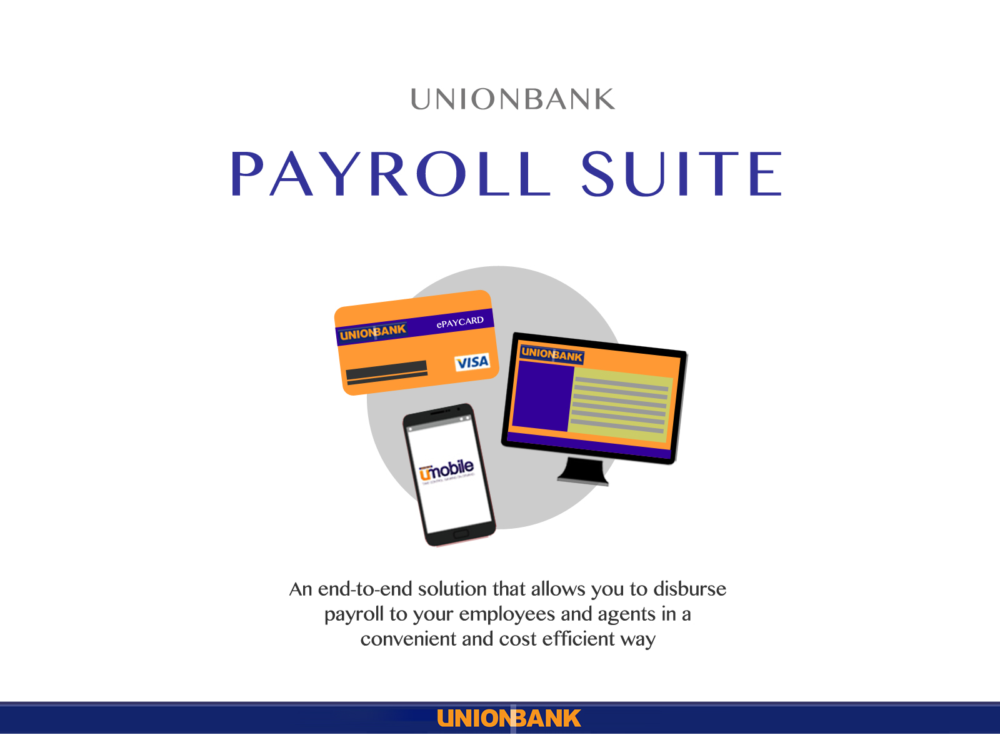 UNIONBANK
PAYROLL SUITE
UNIONBANK
ePAYCARD
VISA
UNIONBANK
umobile
An end-to-end solution that allows you to disburse
payroll to your employees and agents in a
convenient and cost efficient way
UNIONBANK